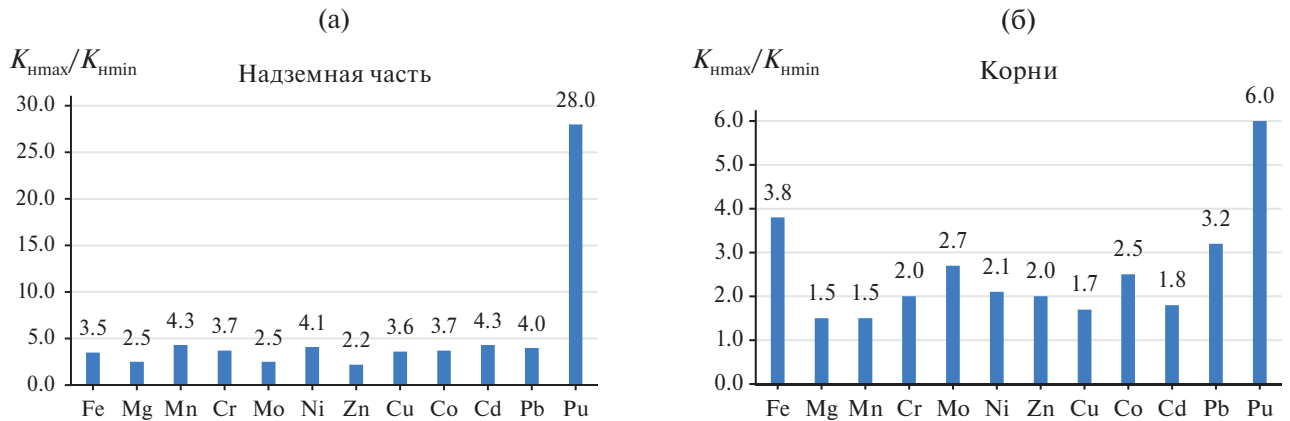 (а)
K нmax/K нmin
Надземная часть
30.0
25.0
20.0
15.0
10.0
5.0
0.0
3.5 2.5 4.3 3.7 2.5 4.1 2.2 3.6 3.7 4.3 4.0 28.0
Fe Mg Mn Cr Mo Ni Zn Cu Co Cd Pb Pu
(б)
K нmax/K нmin
Корни
6.0
5.0
4.0
3.0
2.0
1.0
0.0
3.8 1.5 1.5 2.0 2.7 2.1 2.0 1.7 2.5 1.8 3.2 6.0
Fe Mg Mn Cr Mo Ni Zn Cu Co Cd Pb Pu